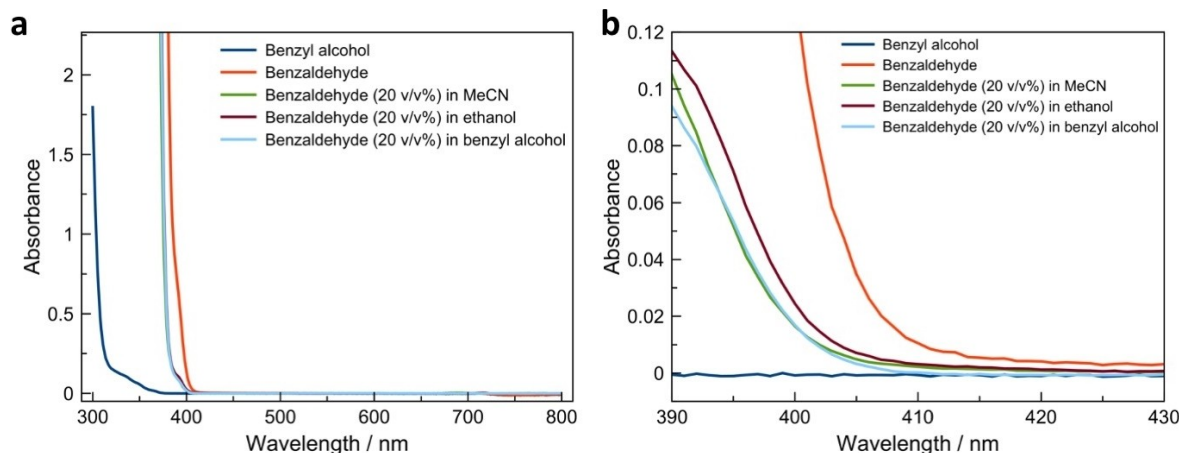 a
Absorbance
2
1.5
1
0.5
0
300 400 500 600 700 800
Wavelength / nm
Benzyl alcohol
Benzaldehyde
Benzaldehyde (20 v/v%) in MeCN
Benzaldehyde (20 v/v%) in ethanol
Benzaldehyde (20 v/v%) in benzyl alcohol
b
Absorbance
0.12
0.1
0.08
0.06
0.04
0.02
0
390 400 410 420 430
Wavelength / nm
Benzyl alcohol
Benzaldehyde
Benzaldehyde (20 v/v%) in MeCN
Benzaldehyde (20 v/v%) in ethanol
Benzaldehyde (20 v/v%) in benzyl alcohol